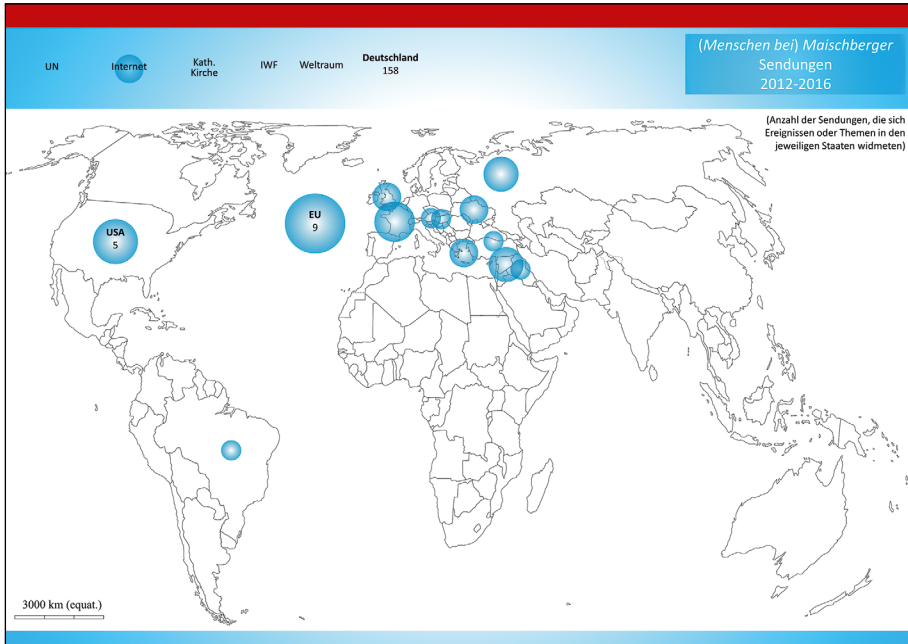 UN
Internet
Kath.
Kirche
IWF
Weltraum
Deutschland
158
(Menschen bei) Maischberger
Sendungen
2012-2016
(Anzahl der Sendungen, die sich
Ereignissen oder Themen in den
jeweiligen Staaten widmeten)
EU
9
USA
5
3000 km (equat.)